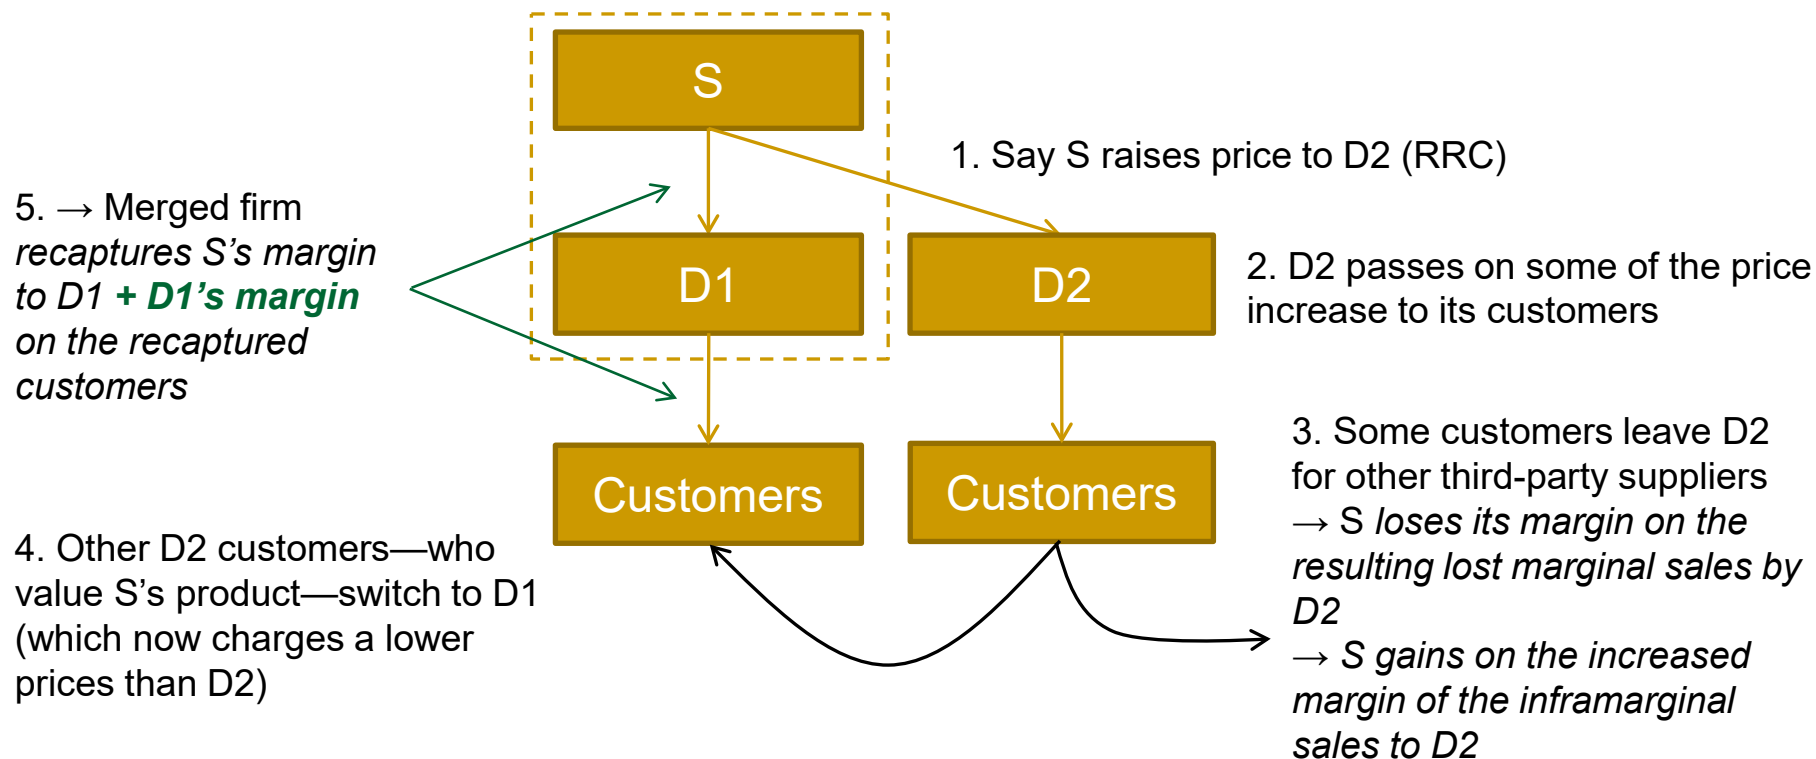 S
1. Say S raises price to D2 (RRC)
5. → Merged firm
recaptures S’s margin
to D1 + D1’s margin
on the recaptured
customers
D1
D2
2. D2 passes on some of the price
increase to its customers
Customers
Customers
3. Some customers leave D2
for other third-party suppliers
→ S loses its margin on the
resulting lost marginal sales by
D2
→ S gains on the increased
margin of the inframarginal
sales to D2
4. Other D2 customers—who
value S’s product—switch to D1
(which now charges a lower
prices than D2)